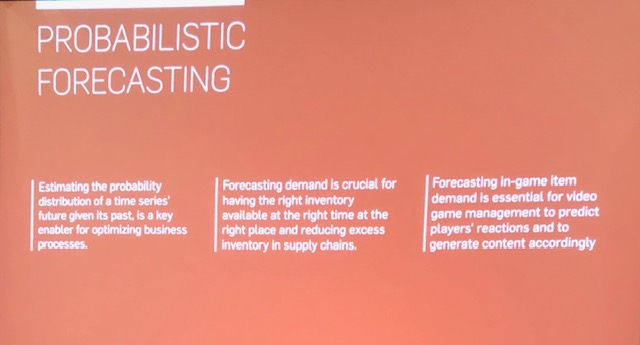 PROBABILISTIC
FORECASTING
Estimating the probability
distribution of a time series'
future given its past, is a key
enabler for optimizing business
processes.
Forecasting demand is crucial for
having the right inventory
available at the right time at the
right place and reducing excess
inventory in supply chains.
Forecasting in-game item
demand is essential for video
game management to predict
players' reactions and to
generate content accordingly